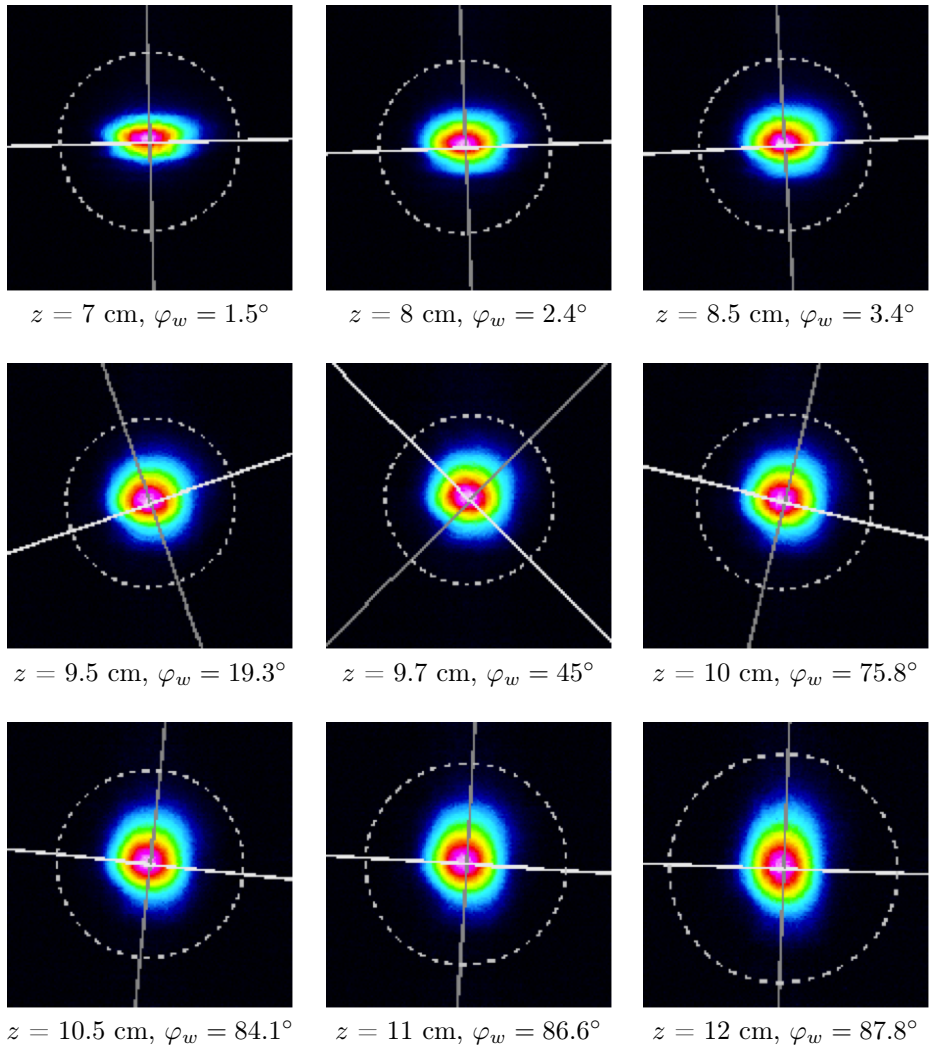 z = 7 cm, φ_w = 1.5°
z = 8 cm, φ_w = 2.4°
z = 8.5 cm, φ_w = 3.4°
z = 9.5 cm, φ_w = 19.3°
z = 9.7 cm, φ_w = 45°
z = 10 cm, φ_w = 75.8°
z = 10.5 cm, φ_w = 84.1°
z = 11 cm, φ_w = 86.6°
z = 12 cm, φ_w = 87.8°